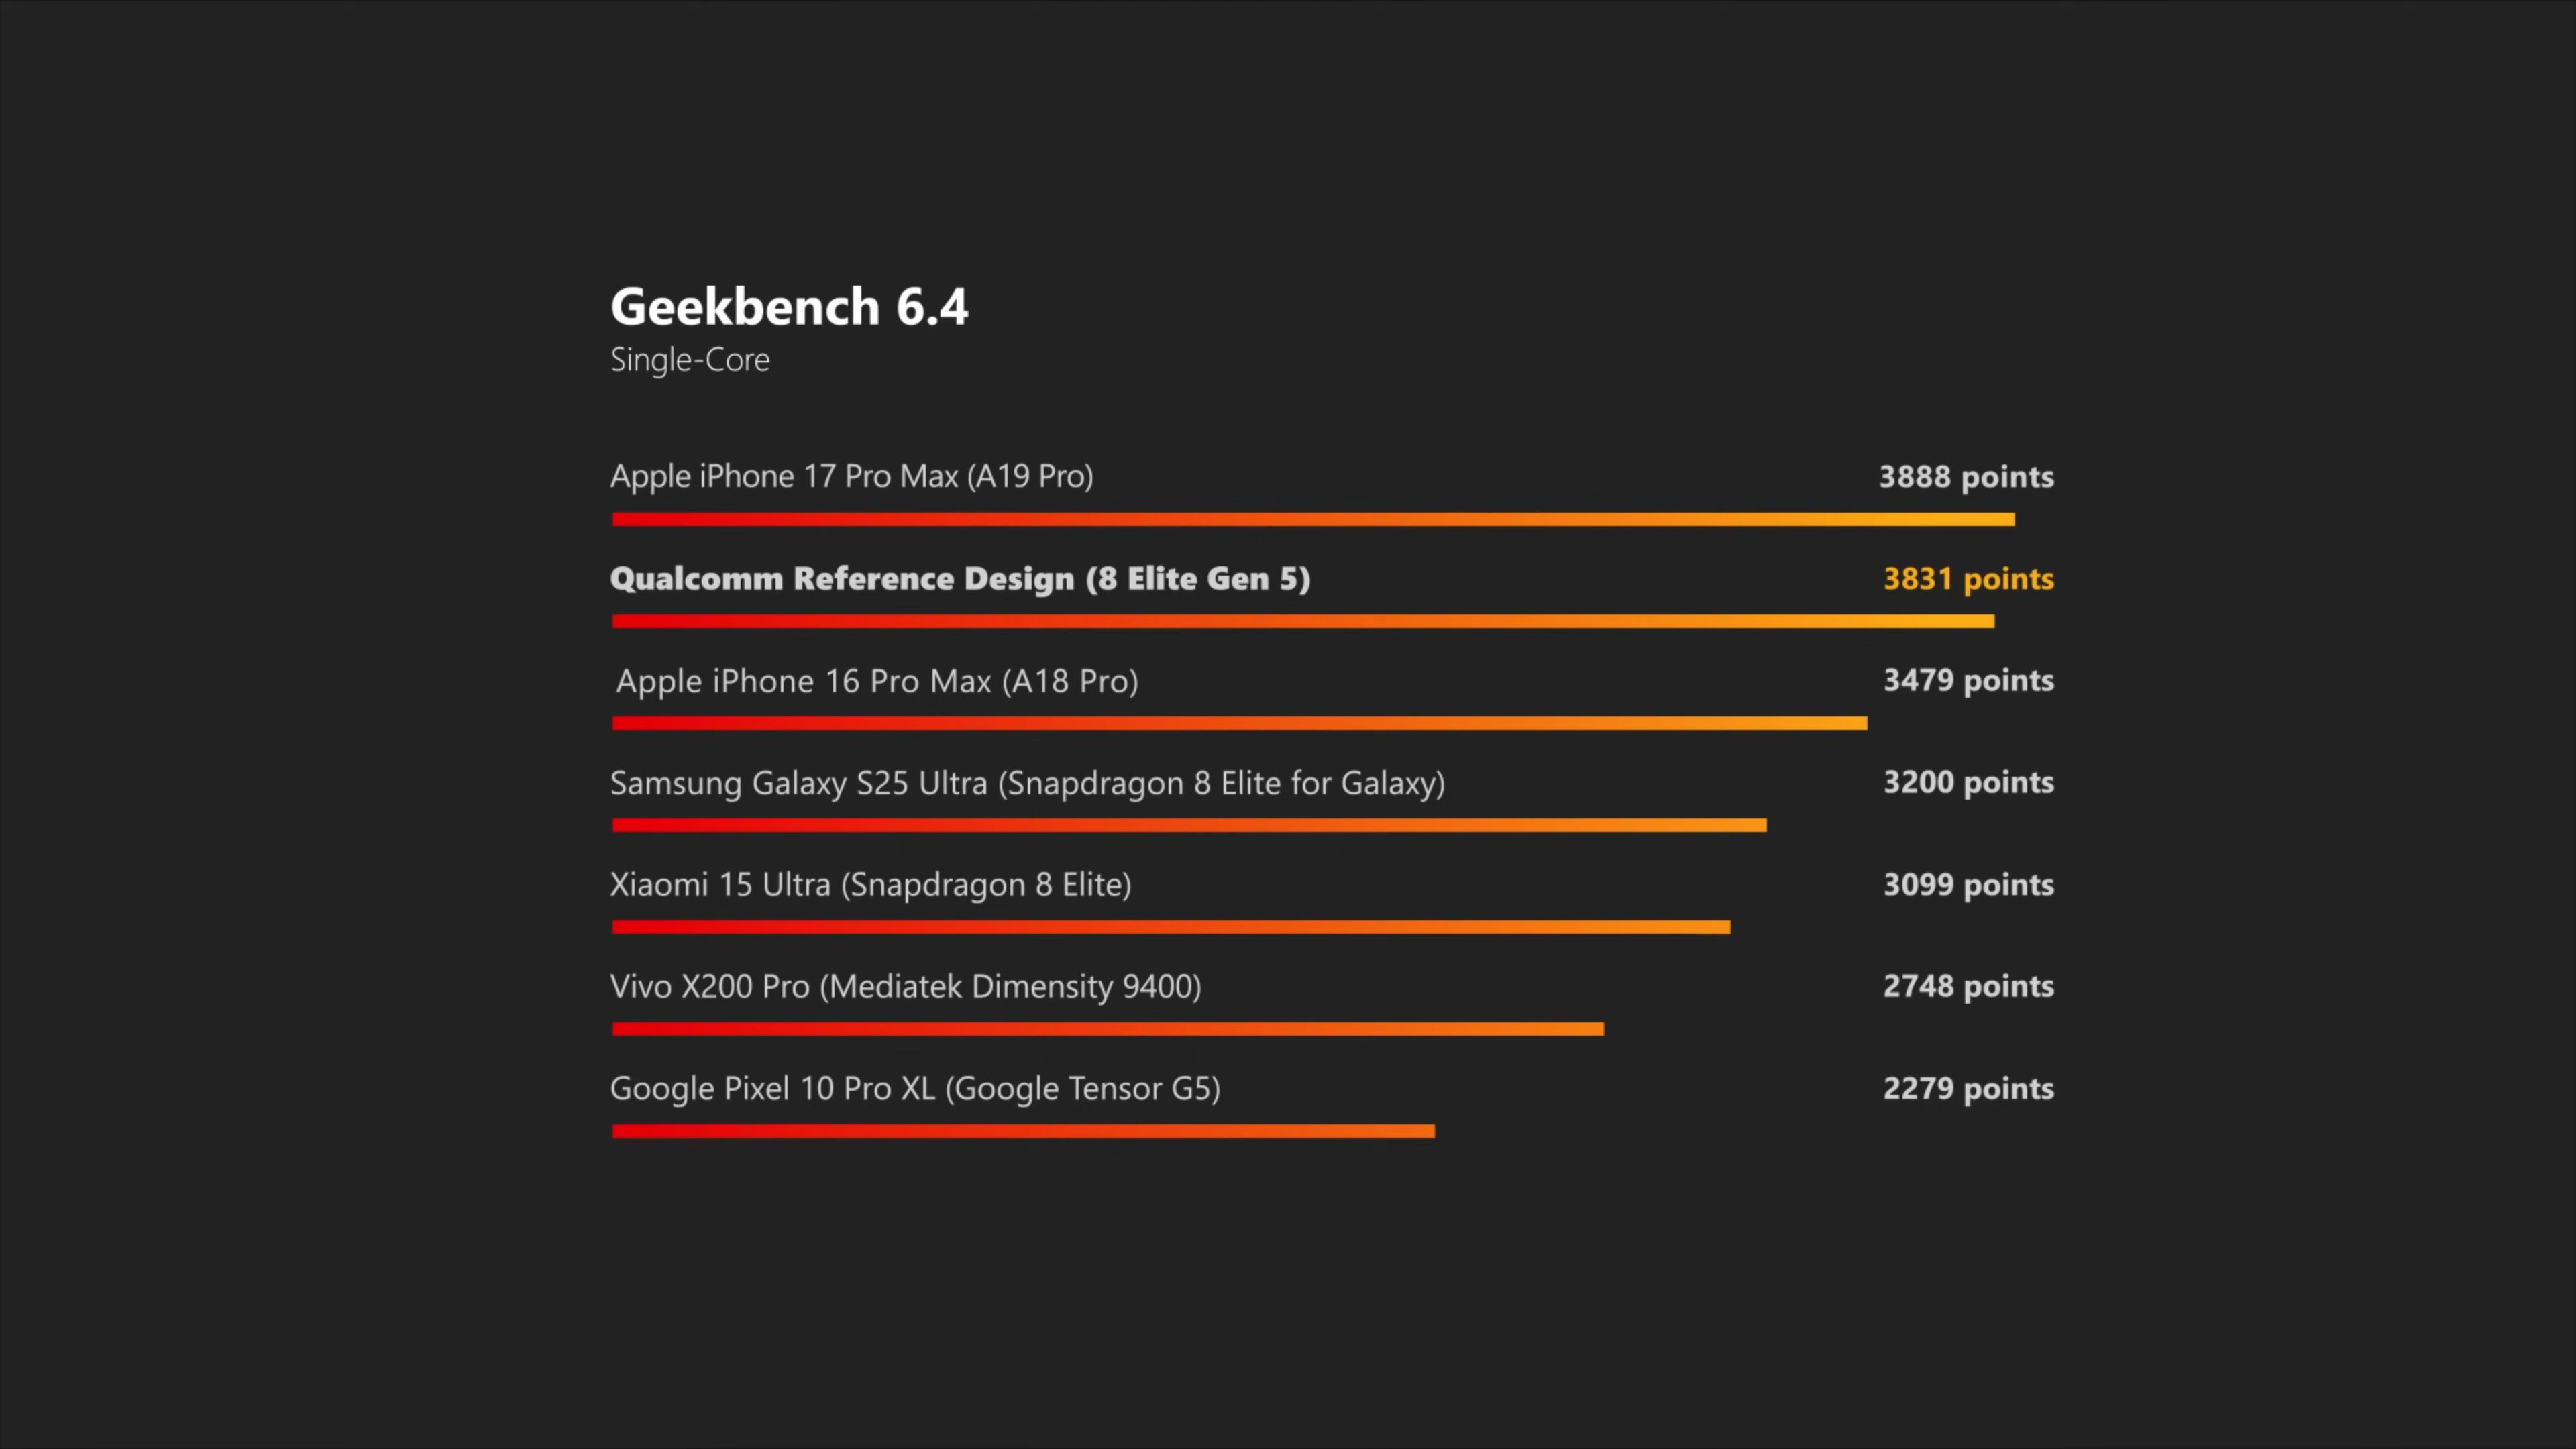 Geekbench 6.4
Single-Core
Apple iPhone 17 Pro Max (A19 Pro) 3888 points
Qualcomm Reference Design (8 Elite Gen 5) 3831 points
Apple iPhone 16 Pro Max (A18 Pro) 3479 points
Samsung Galaxy S25 Ultra (Snapdragon 8 Elite for Galaxy) 3200 points
Xiaomi 15 Ultra (Snapdragon 8 Elite) 3099 points
Vivo X200 Pro (Mediatek Dimensity 9400) 2748 points
Google Pixel 10 Pro XL (Google Tensor G5) 2279 points